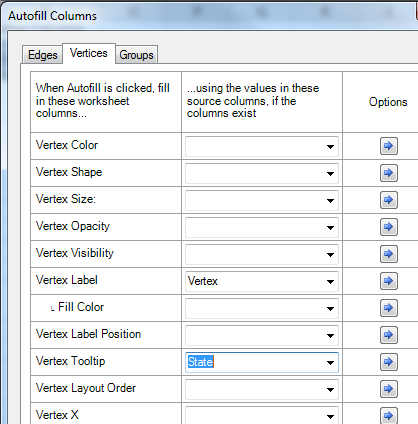 Autofill Columns
Edges Vertices Groups
When Autofill is clicked, fill
in these worksheet
columns...
...using the values in these
source columns, if the
columns exist
Options
Vertex Color
Vertex Shape
Vertex Size:
Vertex Opacity
Vertex Visibility
Vertex Label Vertex
Fill Color
Vertex Label Position
Vertex Tooltip State
Vertex Layout Order
Vertex X